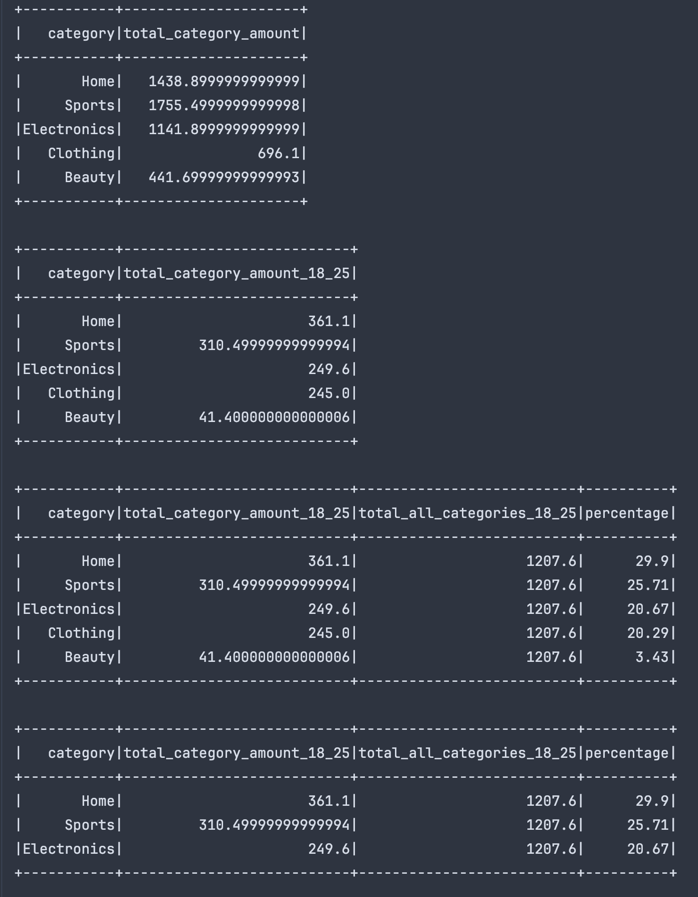 +-----------+---------------------+
|   category|total_category_amount|
+-----------+---------------------+
|       Home|   1438.8999999999999|
|     Sports|   1755.4999999999998|
|Electronics|   1141.8999999999999|
|   Clothing|                696.1|
|     Beauty|   441.69999999999993|
+-----------+---------------------+
+-----------+---------------------------+
|   category|total_category_amount_18_25|
+-----------+---------------------------+
|       Home|                      361.1|
|     Sports|         310.49999999999994|
|Electronics|                      249.6|
|   Clothing|                      245.0|
|     Beauty|         41.400000000000006|
+-----------+---------------------------+
+-----------+---------------------------+--------------------------+----------+
|   category|total_category_amount_18_25|total_all_categories_18_25|percentage|
+-----------+---------------------------+--------------------------+----------+
|       Home|                      361.1|                    1207.6|      29.9|
|     Sports|         310.49999999999994|                    1207.6|     25.71|
|Electronics|                      249.6|                    1207.6|     20.67|
|   Clothing|                      245.0|                    1207.6|     20.29|
|     Beauty|         41.400000000000006|                    1207.6|      3.43|
+-----------+---------------------------+--------------------------+----------+
+-----------+---------------------------+--------------------------+----------+
|   category|total_category_amount_18_25|total_all_categories_18_25|percentage|
+-----------+---------------------------+--------------------------+----------+
|       Home|                      361.1|                    1207.6|      29.9|
|     Sports|         310.49999999999994|                    1207.6|     25.71|
|Electronics|                      249.6|                    1207.6|     20.67|
+-----------+---------------------------+--------------------------+----------+